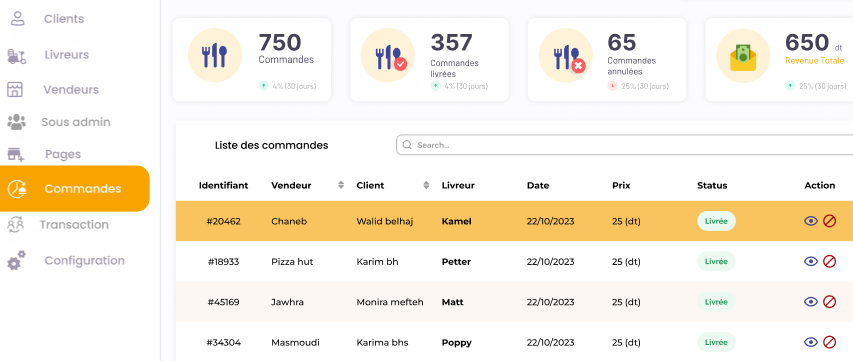 Clients
Livreurs
Vendeurs
Sous admin
Pages
Commandes
Transaction
Configuration
750
Commandes
4% (30 jours)
357
Commandes
livrées
4% (30 jours)
65
Commandes
annulées
25% (30 jours)
650 dt
Revenue Totale
25% (30 jours)
Liste des commandes
Search...
Identifiant Vendeur Client Livreur Date Prix Status Action
#20462 Chaneb Walid belhaj Kamel 22/10/2023 25 (dt) Livrée
#18933 Pizza hut Karim bh Petter 22/10/2023 25 (dt) Livrée
#45169 Jawhra Monira mefteh Matt 22/10/2023 25 (dt) Livrée
#34304 Masmoudi Karima bhs Poppy 22/10/2023 25 (dt) Livrée